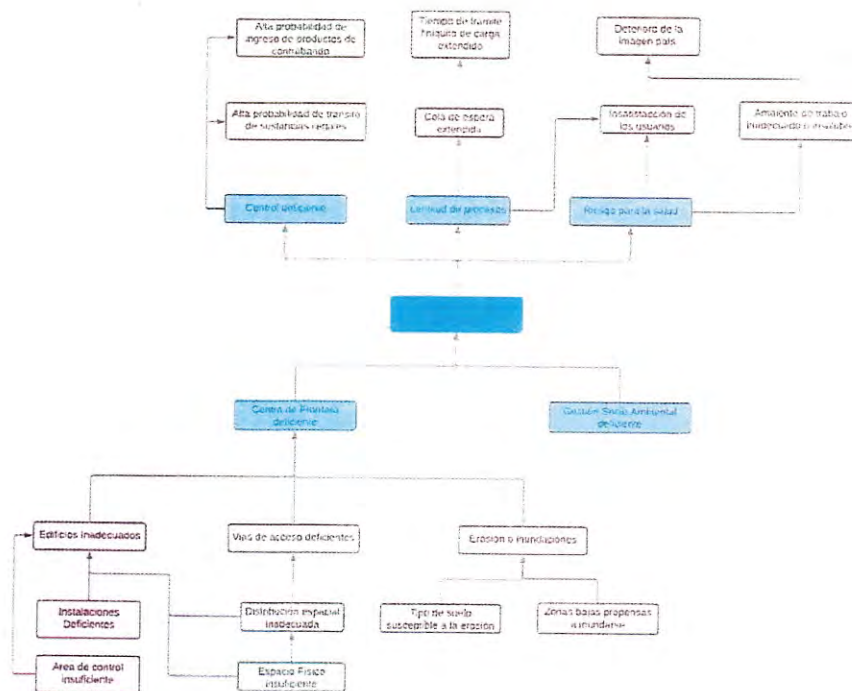 Alta probabilidad de
ingreso de productos de
contrabando
Tiempo de tramite
de carga
extendido
Deterioro de la
imagen país
Alta probabilidad de transito
de sustancias
Cola de espera
extendida
Insatisfacción de
los usuarios
Ambiente de trabajo
inadecuado o
Control deficiente
Lentitud de procesos
Riesgo para la salud
Centro de Frontera
deficiente
Gestión Socio Ambiental
deficiente
Edificios inadecuados
Vías de acceso deficientes
Erosión o inundaciones
Instalaciones
Deficientes
Distribución espacial
inadecuada
Tipo de suelo
susceptible a la erosión
Zonas bajas propensas
a inundarse
Area de control
insuficiente
Espacio Físico
insuficiente